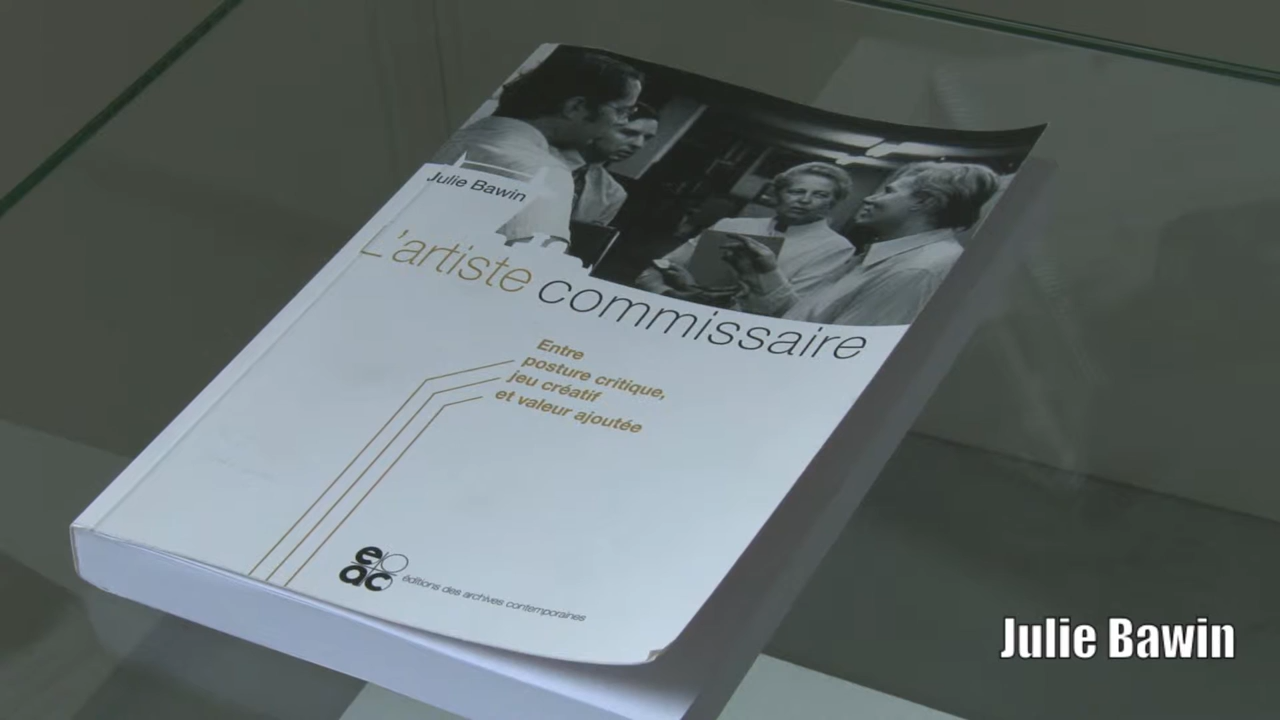 Julie Bawin
L'artiste commissaire
Entre
posture critique,
jeu créatif
et valeur ajoutée
eac
éditions des archives contemporaines
Julie Bawin